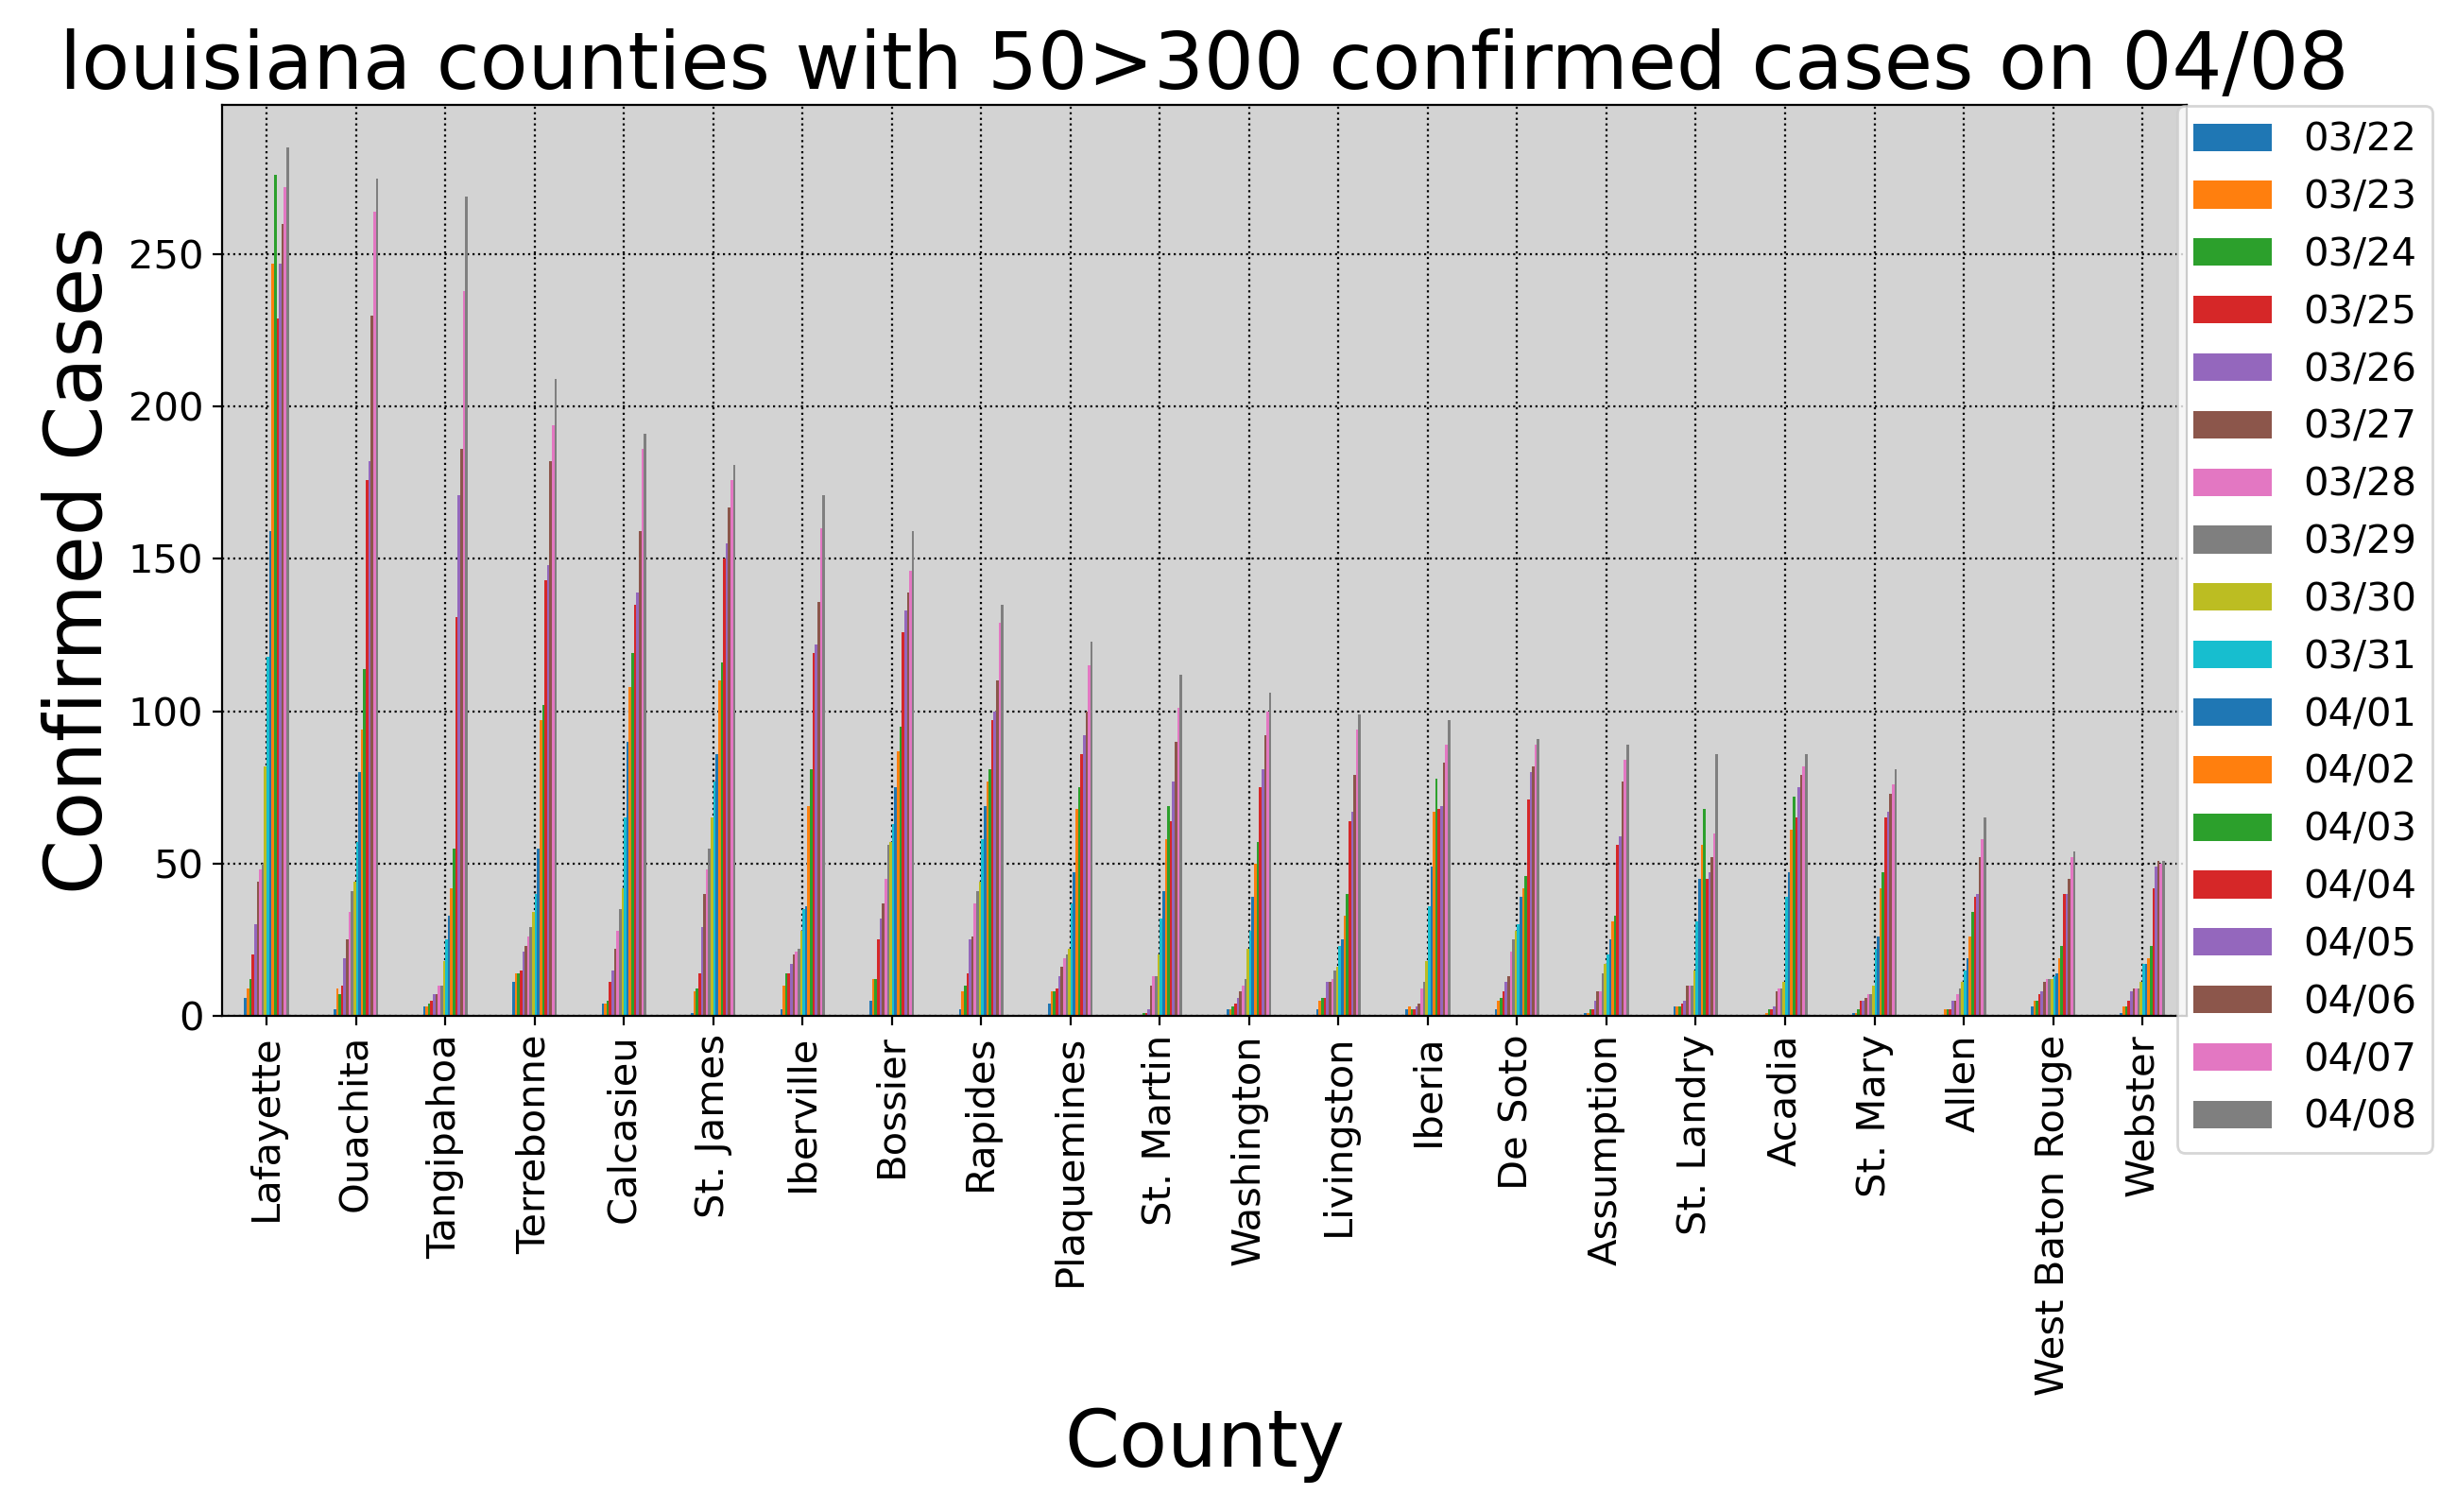 louisiana counties with 50>300 confirmed cases on 04/08
Confirmed Cases
250
200
150
100
50
0
Lafayette
Ouachita
Tangipahoa
Terrebonne
Calcasieu
St. James
Iberville
Bossier
Rapides
Plaquemines
St. Martin
Washington
Livingston
Iberia
De Soto
Assumption
St. Landry
Acadia
St. Mary
Allen
West Baton Rouge
Webster
County
03/22
03/23
03/24
03/25
03/26
03/27
03/28
03/29
03/30
03/31
04/01
04/02
04/03
04/04
04/05
04/06
04/07
04/08